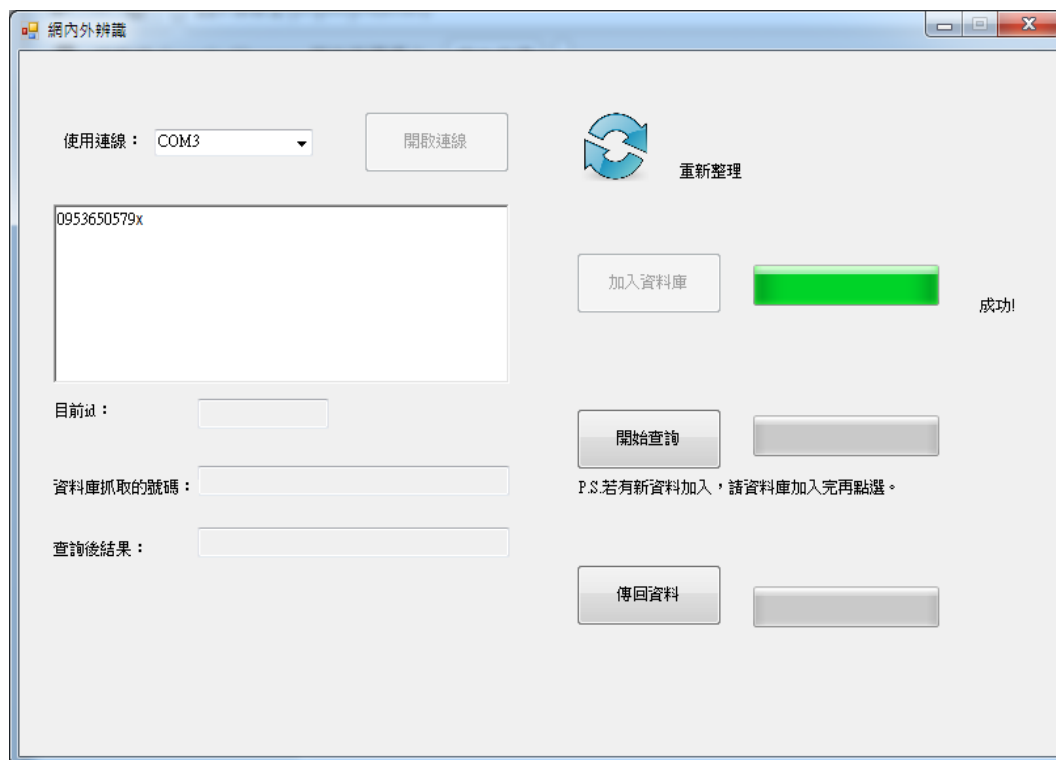 網內外辨識
使用連線：
COM3
開啟連線
重新整理
0953650579x
加入資料庫
成功!
目前id：
開始查詢
資料庫抓取的號碼：
P.S.若有新資料加入，請資料庫加入完再點選。
查詢後結果：
傳回資料